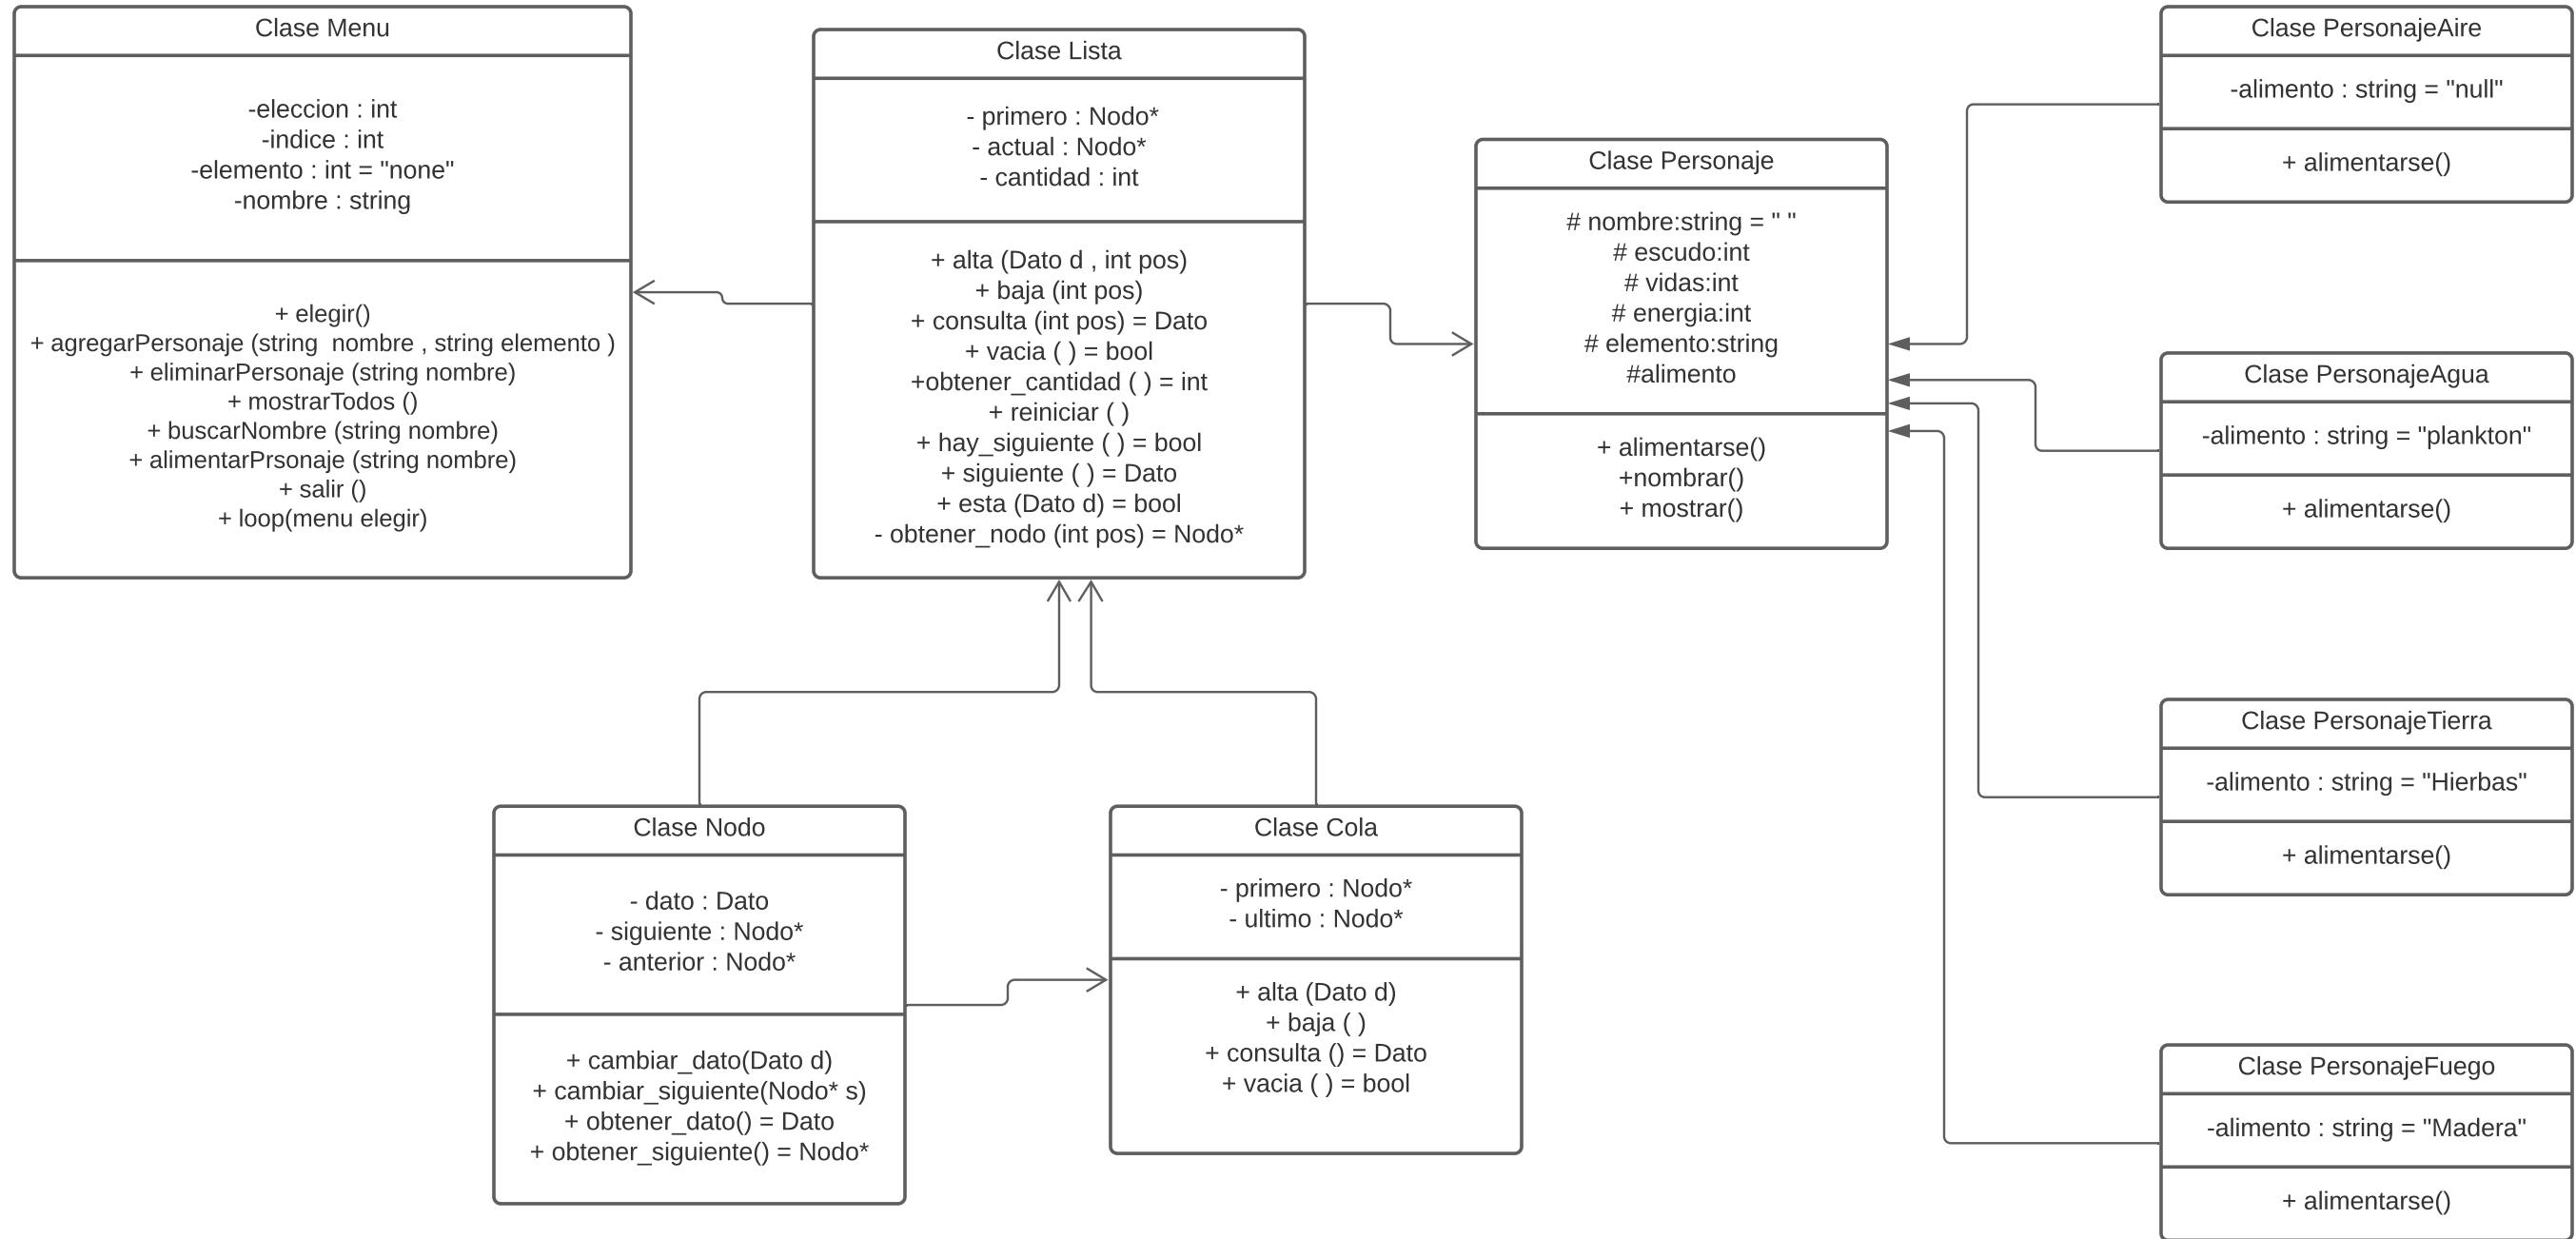 Clase Menu
-eleccion : int
-indice : int
-elemento : int = "none"
-nombre : string
+ elegir()
+ agregarPersonaje (string  nombre , string elemento )
+ eliminarPersonaje (string nombre)
+ mostrarTodos ()
+ buscarNombre (string nombre)
+ alimentarPrsonaje (string nombre)
+ salir ()
+ loop(menu elegir)
Clase Lista
- primero : Nodo*
- actual : Nodo*
- cantidad : int
+ alta (Dato d , int pos)
+ baja (int pos)
+ consulta (int pos) = Dato
+ vacia ( ) = bool
+obtener_cantidad ( ) = int
+ reiniciar ( )
+ hay_siguiente ( ) = bool
+ siguiente ( ) = Dato
+ esta (Dato d) = bool
- obtener_nodo (int pos) = Nodo*
Clase Personaje
# nombre:string = " "
# escudo:int
# vidas:int
# energia:int
# elemento:string
#alimento
+ alimentarse()
+nombrar()
+ mostrar()
Clase PersonajeAire
-alimento : string = "null"
+ alimentarse()
Clase PersonajeAgua
-alimento : string = "plankton"
+ alimentarse()
Clase PersonajeTierra
-alimento : string = "Hierbas"
+ alimentarse()
Clase PersonajeFuego
-alimento : string = "Madera"
+ alimentarse()
Clase Nodo
- dato : Dato
- siguiente : Nodo*
- anterior : Nodo*
+ cambiar_dato(Dato d)
+ cambiar_siguiente(Nodo* s)
+ obtener_dato() = Dato
+ obtener_siguiente() = Nodo*
Clase Cola
- primero : Nodo*
- ultimo : Nodo*
+ alta (Dato d)
+ baja ( )
+ consulta () = Dato
+ vacia ( ) = bool